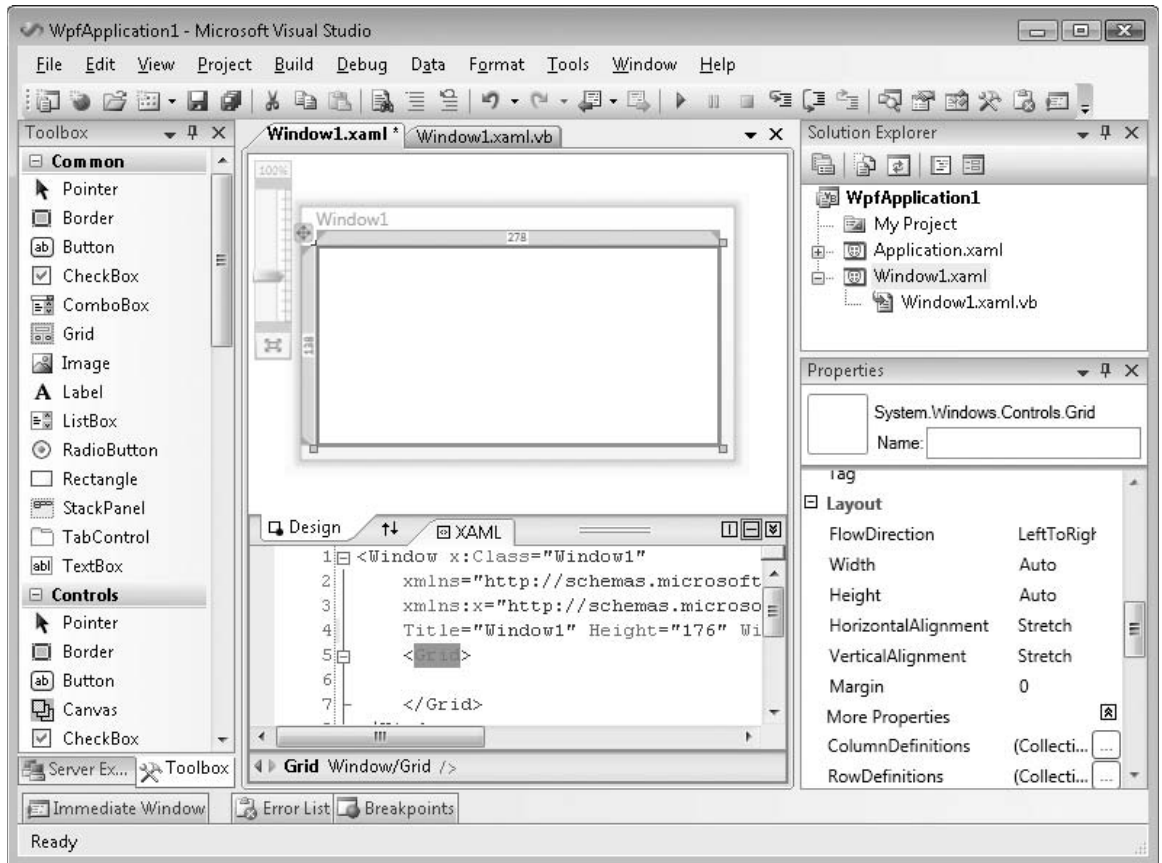 WpfApplication1 - Microsoft Visual Studio
File Edit View Project Build Debug Data Format Tools Window Help
Toolbox
Common
Pointer
Border
Button
CheckBox
ComboBox
Grid
Image
Label
ListBox
RadioButton
Rectangle
StackPanel
TabControl
TextBox
Controls
Pointer
Border
Button
Canvas
CheckBox
Server Ex... Toolbox
Window1.xaml * Window1.xaml.vb
100%
Window1
278
138
Design XAML
1 <Window x:Class="Window1"
2 xmlns="http://schemas.microsoft
3 xmlns:x="http://schemas.microso
4 Title="Window1" Height="176" Wi
5 <Grid>
6
7 </Grid>
Grid Window/Grid />
Solution Explorer
WpfApplication1
My Project
Application.xaml
Window1.xaml
Window1.xaml.vb
Properties
System.Windows.Controls.Grid
Name:
Tag
Layout
FlowDirection LeftToRigh
Width Auto
Height Auto
HorizontalAlignment Stretch
VerticalAlignment Stretch
Margin 0
More Properties
ColumnDefinitions (Collecti... ...
RowDefinitions (Collecti... ...
Immediate Window Error List Breakpoints
Ready